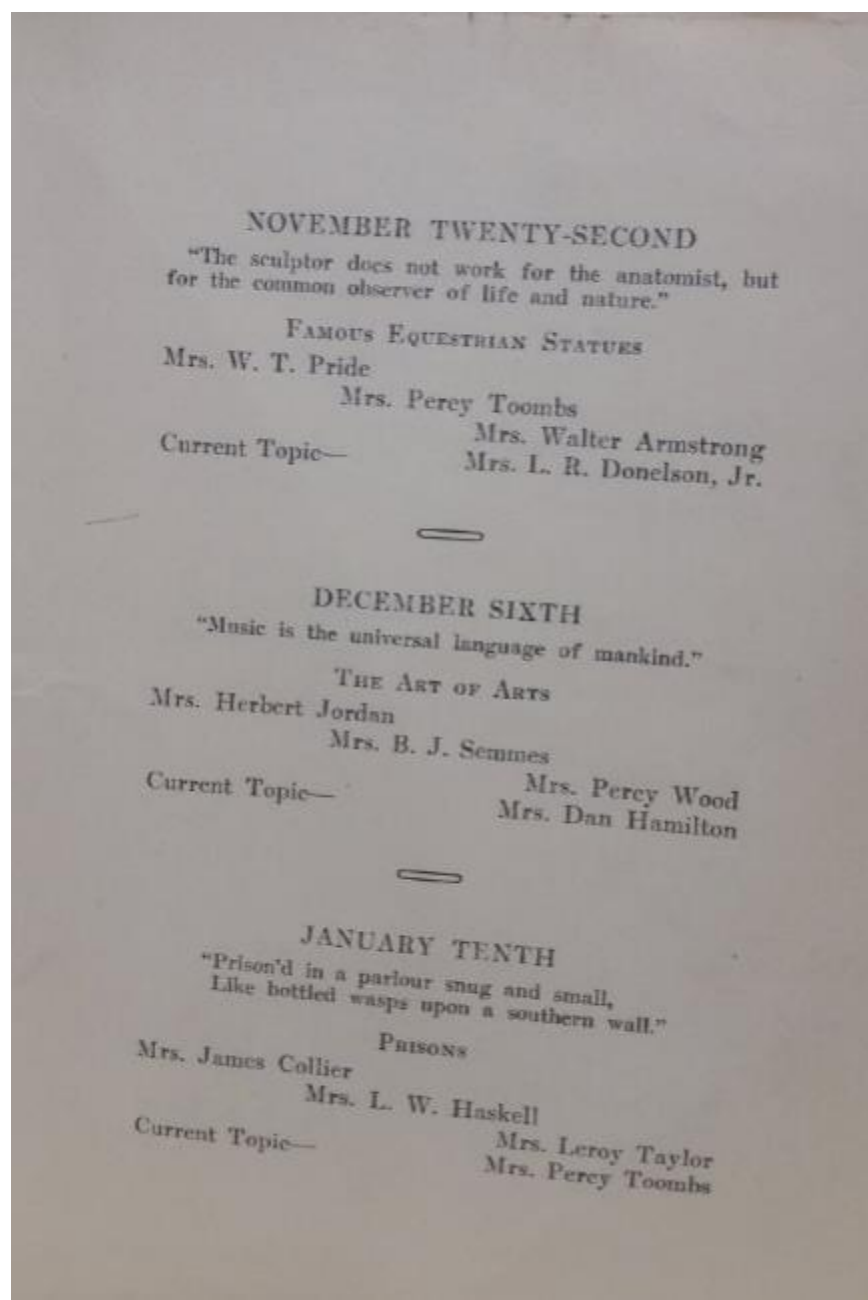 NOVEMBER TWENTY-SECOND
"The sculptor does not work for the anatomist, but
for the common observer of life and nature."
FAMOUS EQUESTRIAN STATUES
Mrs. W. T. Pride
Mrs. Percy Toombs
Mrs. Walter Armstrong
Current Topic— Mrs. L. R. Donelson, Jr.
DECEMBER SIXTH
"Music is the universal language of mankind."
THE ART OF ARTS
Mrs. Herbert Jordan
Mrs. B. J. Semmes
Mrs. Percy Wood
Current Topic— Mrs. Dan Hamilton
JANUARY TENTH
"Prison'd in a parlour snug and small,
Like bottled wasps upon a southern wall."
PRISONS
Mrs. James Collier
Mrs. L. W. Haskell
Mrs. Leroy Taylor
Current Topic— Mrs. Percy Toombs